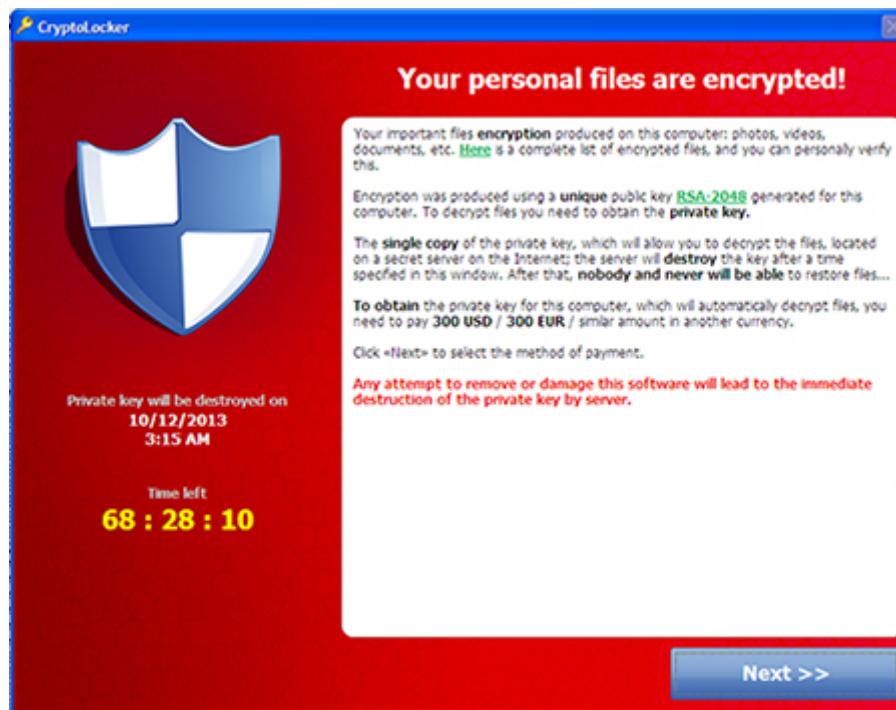 CryptoLocker
Your personal files are encrypted!
Your important files encryption produced on this computer: photos, videos,
documents, etc. Here is a complete list of encrypted files, and you can personally verify
this.
Encryption was produced using a unique public key RSA-2048 generated for this
computer. To decrypt files you need to obtain the private key.
The single copy of the private key, which will allow you to decrypt the files, located
on a secret server on the Internet; the server will destroy the key after a time
specified in this window. After that, nobody and never will be able to restore files...
To obtain the private key for this computer, which will automatically decrypt files, you
need to pay 300 USD / 300 EUR / similar amount in another currency.
Click «Next» to select the method of payment.
Any attempt to remove or damage this software will lead to the immediate
destruction of the private key by server.
Private key will be destroyed on
10/12/2013
3:15 AM
Time left
68 : 28 : 10
Next >>